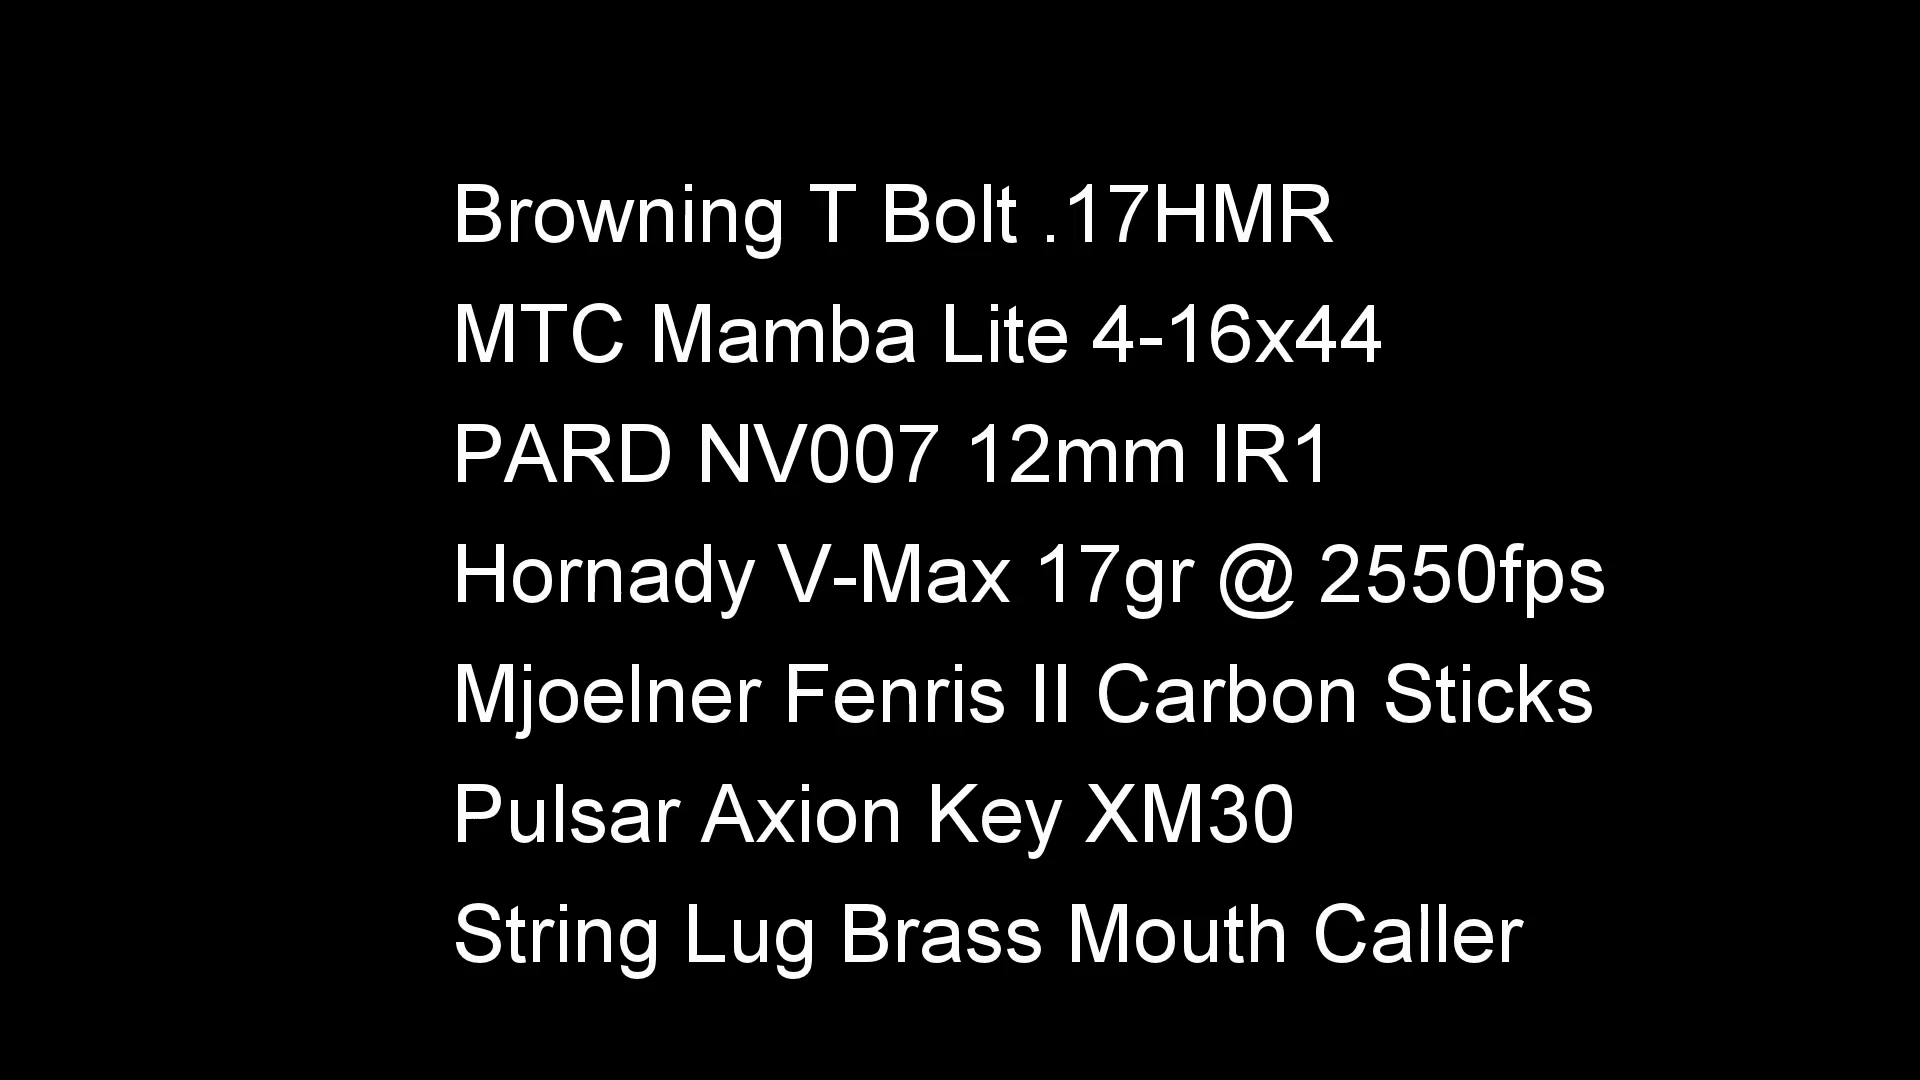 Browning T Bolt .17HMR
MTC Mamba Lite 4-16x44
PARD NV007 12mm IR1
Hornady V-Max 17gr @ 2550fps
Mjoelner Fenris II Carbon Sticks
Pulsar Axion Key XM30
String Lug Brass Mouth Caller